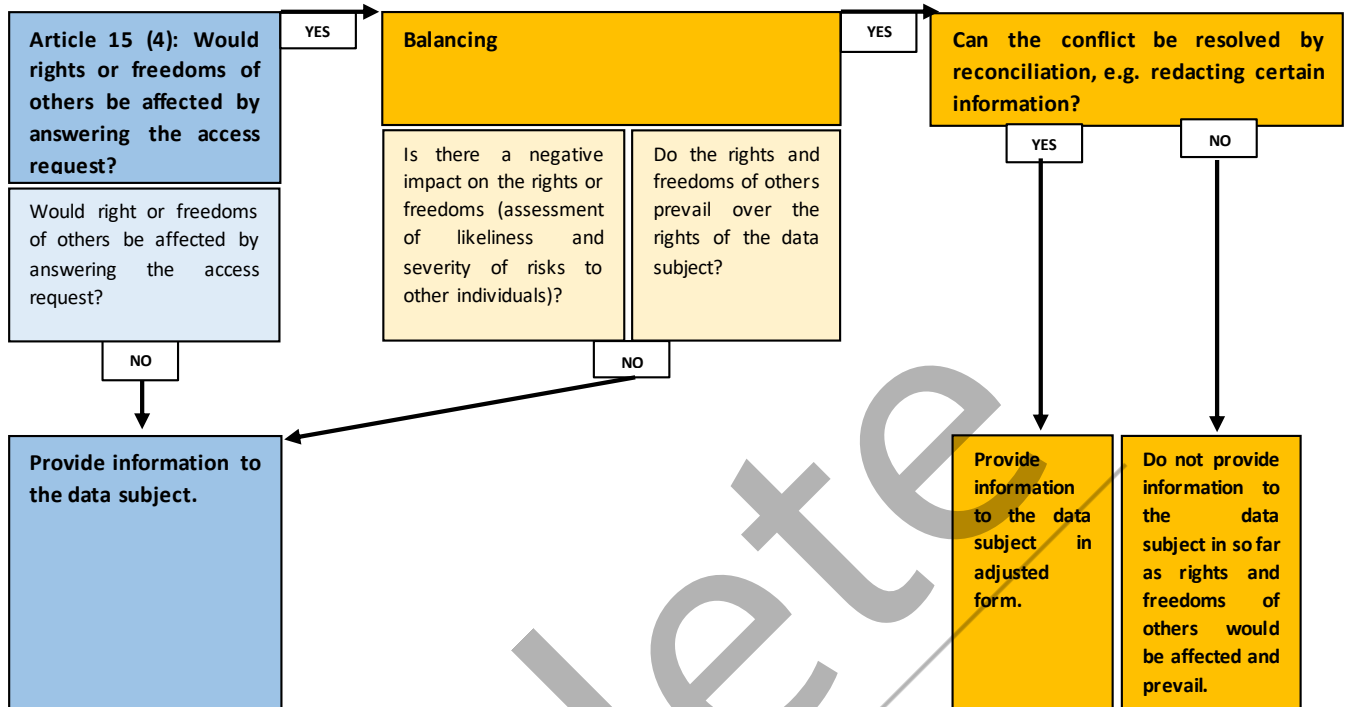 Article 15 (4): Would
rights or freedoms of
others be affected by
answering the access
request?
YES
Balancing
YES
Can the conflict be resolved by
reconciliation, e.g. redacting certain
information?
Would right or freedoms
of others be affected by
answering the access
request?
Is there a negative
impact on the rights or
freedoms (assessment
of likeliness and
severity of risks to
other individuals)?
Do the rights and
freedoms of others
prevail over the
rights of the data
subject?
YES
NO
NO
NO
Provide information to
the data subject.
Provide
information
to the data
subject in
adjusted
form.
Do not provide
information to
the data
subject in so far
as rights and
freedoms of
others would
be affected and
prevail.
lete